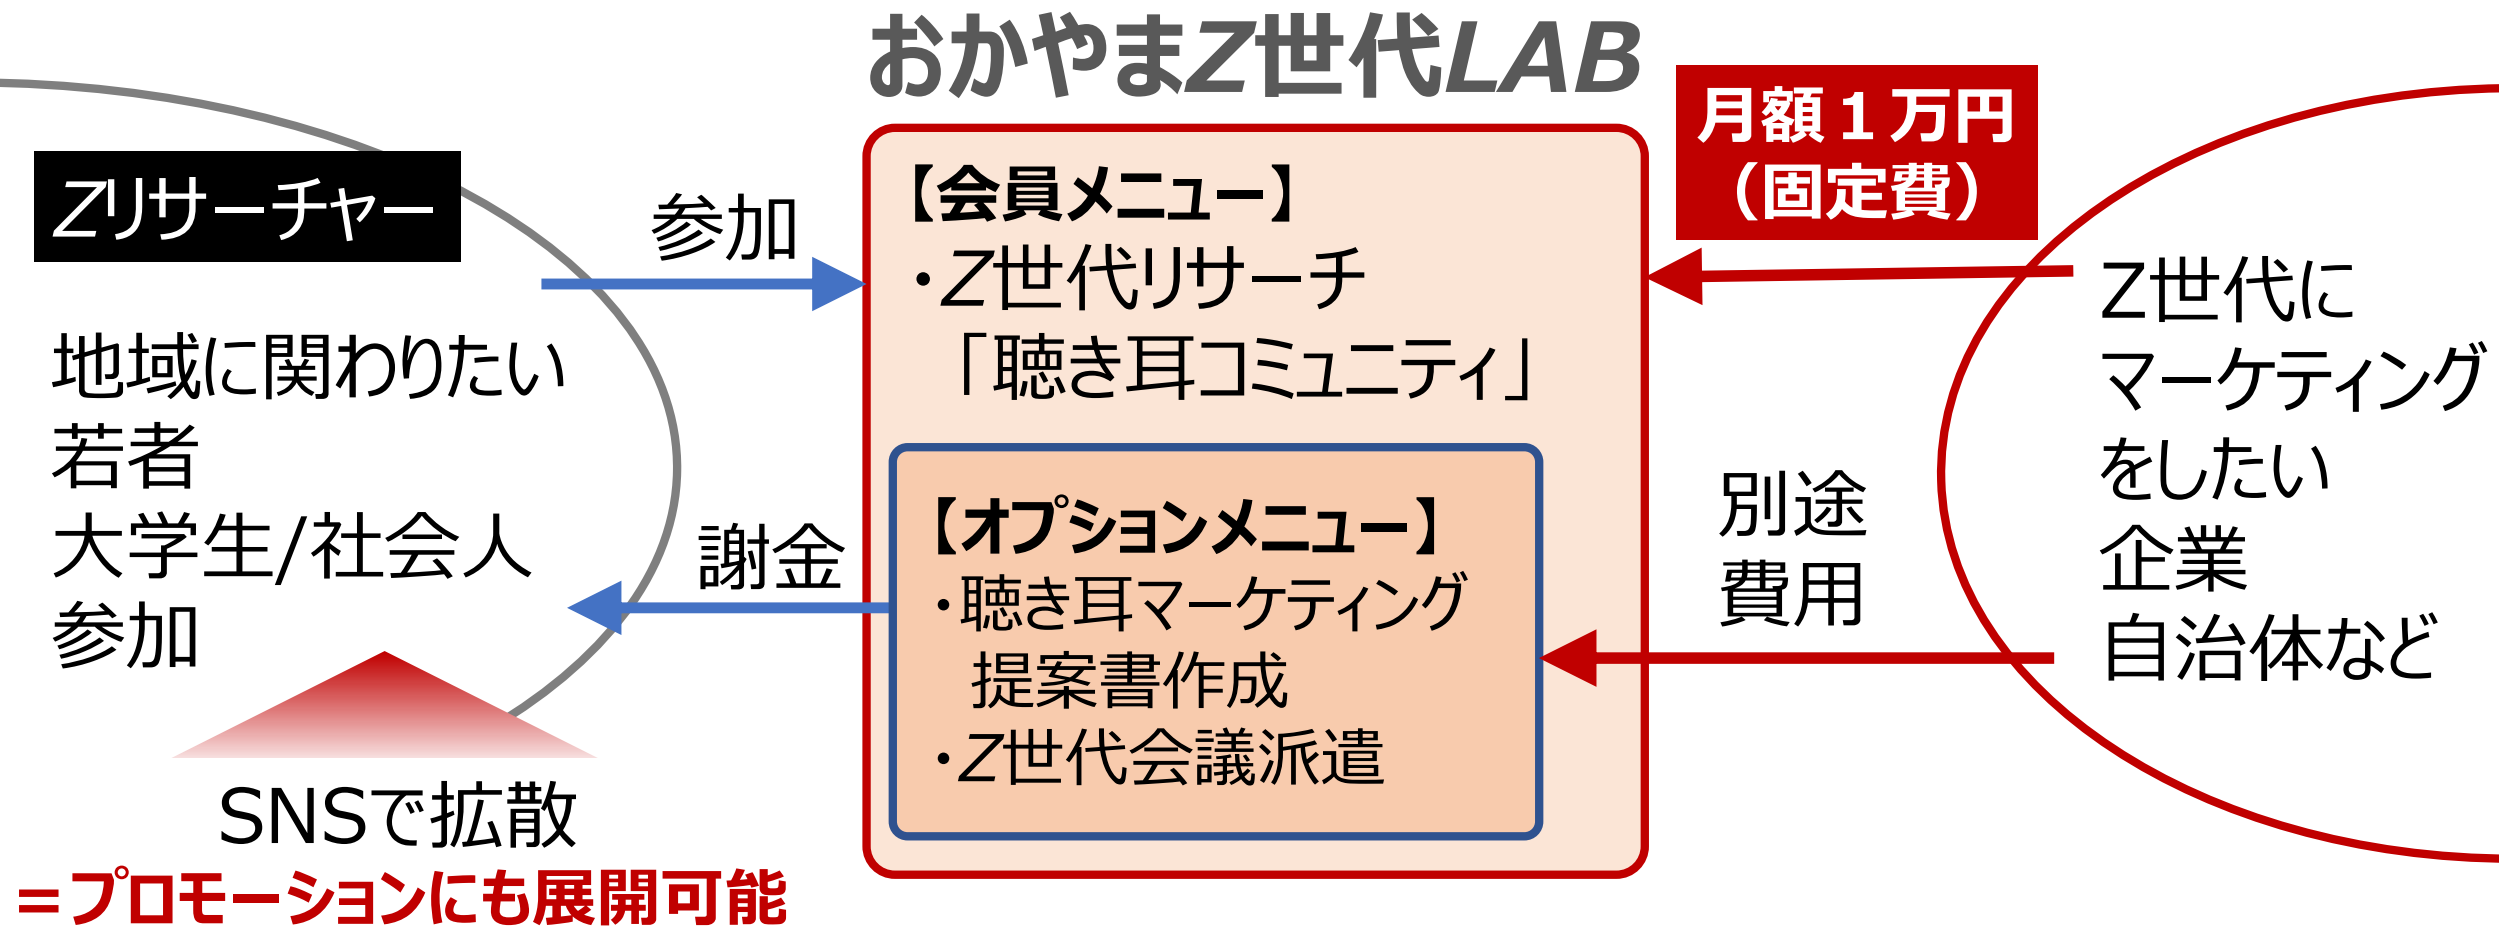 おかやまZ世代LAB
Zリサーチャー
地域に関わりたい
若者
大学生/社会人
参加
参加
謝金
SNSで拡散
＝プロモーションにも展開可能
【会員メニュー】
・Z世代リサーチ
「聴きコミュニティ」
【オプションメニュー】
・聴きマーケティング
提案書作成
・Z世代会議派遣
月額1万円
(固定費)
別途
費用
Z世代に
マーケティング
をしたい
企業
自治体など